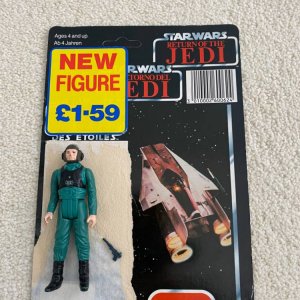 Ages 4 and up
Ab 4 Jahren
NEW
FIGURE
£1·59
STAR WARS
RETURN OF THE
JEDI
STAR WARS
RETORNO DEL
JEDI
DES ETOILES